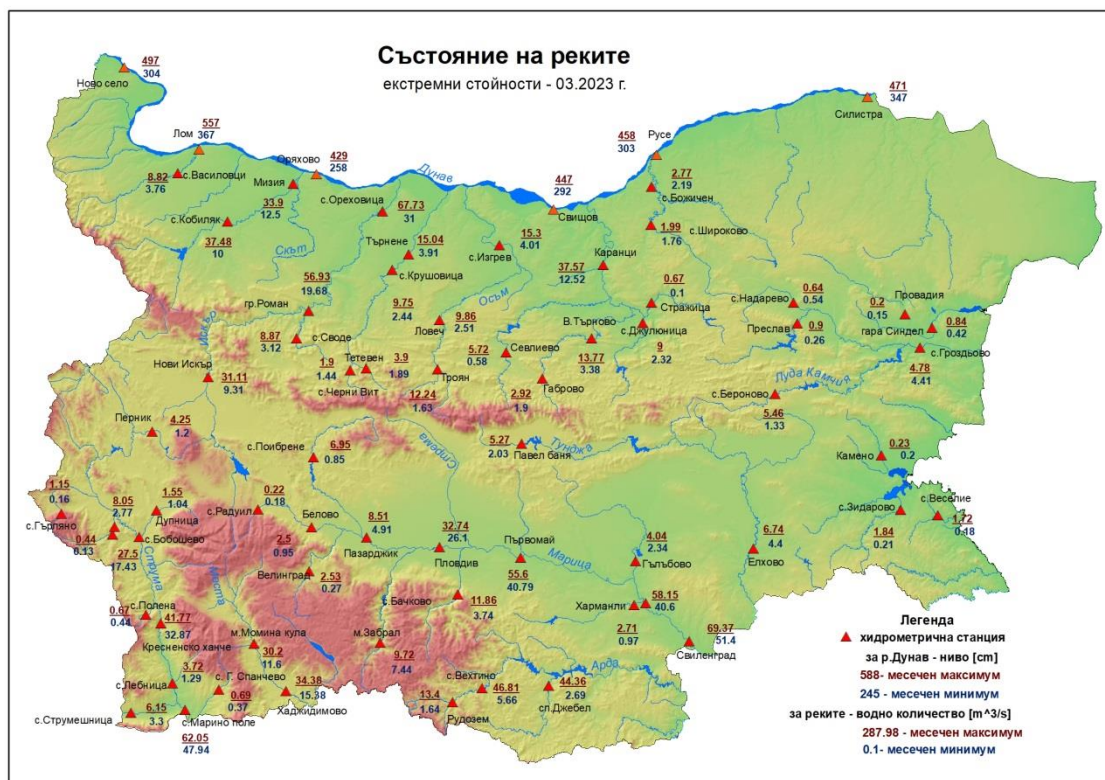 Състояние на реките
екстремни стойности - 03.2023 г.
497
304
Ново село
471
347
Силистра
557
367
Лом
458
303
Русе
429
258
Оряхово
Дунав
447
292
Свищов
8.82
3.76
с.Василовци
Мизия
33.9
12.5
с.Ореховица
67.73
31
2.77
2.19
с.Божичен
с.Кобиляк
37.48
10
Скът
Търнене
15.04
3.91
с.Крушовица
9.75
2.44
15.3
4.01
с.Изгрев
Каранци
37.57
12.52
1.99
1.76
с.Широково
56.93
19.68
гр.Роман
Осъм
0.67
0.1
Стражица
0.64
0.54
с.Надарево
0.2
0.15
Провадия
Искър
8.87
3.12
с.Своде
Ловеч
9.86
2.51
В.Търново
с.Джулюница
Преслав
0.9
0.26
гара Синдел
0.84
0.42
с.Гроздьово
4.78
4.41
Нови Искър
31.11
9.31
Тетевен
1.9
1.44
с.Черни Вит
3.9
1.89
Троян
12.24
1.63
5.72
0.58
Севлиево
13.77
3.38
9
2.32
Габрово
2.92
1.9
Луда Камчия
с.Бероново
5.46
1.33
Перник
4.25
1.2
с.Поибрене
6.95
0.85
Стряма
5.27
2.03
Павел баня
Тунджа
Камено
0.23
0.2
1.15
0.16
с.Гърляно
8.05
2.77
1.55
1.04
Дупница
с.Радуил
0.22
0.18
Белово
2.5
0.95
8.51
4.91
Пазарджик
32.74
26.1
Пловдив
Първомай
55.6
40.79
Марица
4.04
2.34
Гълъбово
6.74
4.4
Елхово
с.Зидарово
1.84
0.21
с.Веселие
1.72
0.18
0.44
0.13
с.Бобошево
27.5
17.43
Струма
Места
Велинград
2.53
0.27
с.Бачково
11.86
3.74
Харманли
2.71
0.97
58.15
40.6
69.37
51.4
Свиленград
с.Полена
0.67
0.44
41.77
32.87
Кресненско ханче
м.Момина кула
30.2
11.6
м.Забрал
9.72
7.44
Арда
с.Лебница
3.72
1.29
с.Г. Спанчево
0.69
0.37
34.38
15.38
Хаджидимово
с.Вехтино
46.81
5.66
13.4
1.64
Рудозем
44.36
2.69
сл.Джебел
с.Струмешница
6.15
3.3
с.Марино поле
62.05
47.94
Легенда
хидрометрична станция
за р.Дунав - ниво [cm]
588- месечен максимум
245 - месечен минимум
за реките - водно количество [m^3/s]
287.98 - месечен максимум
0.1- месечен минимум